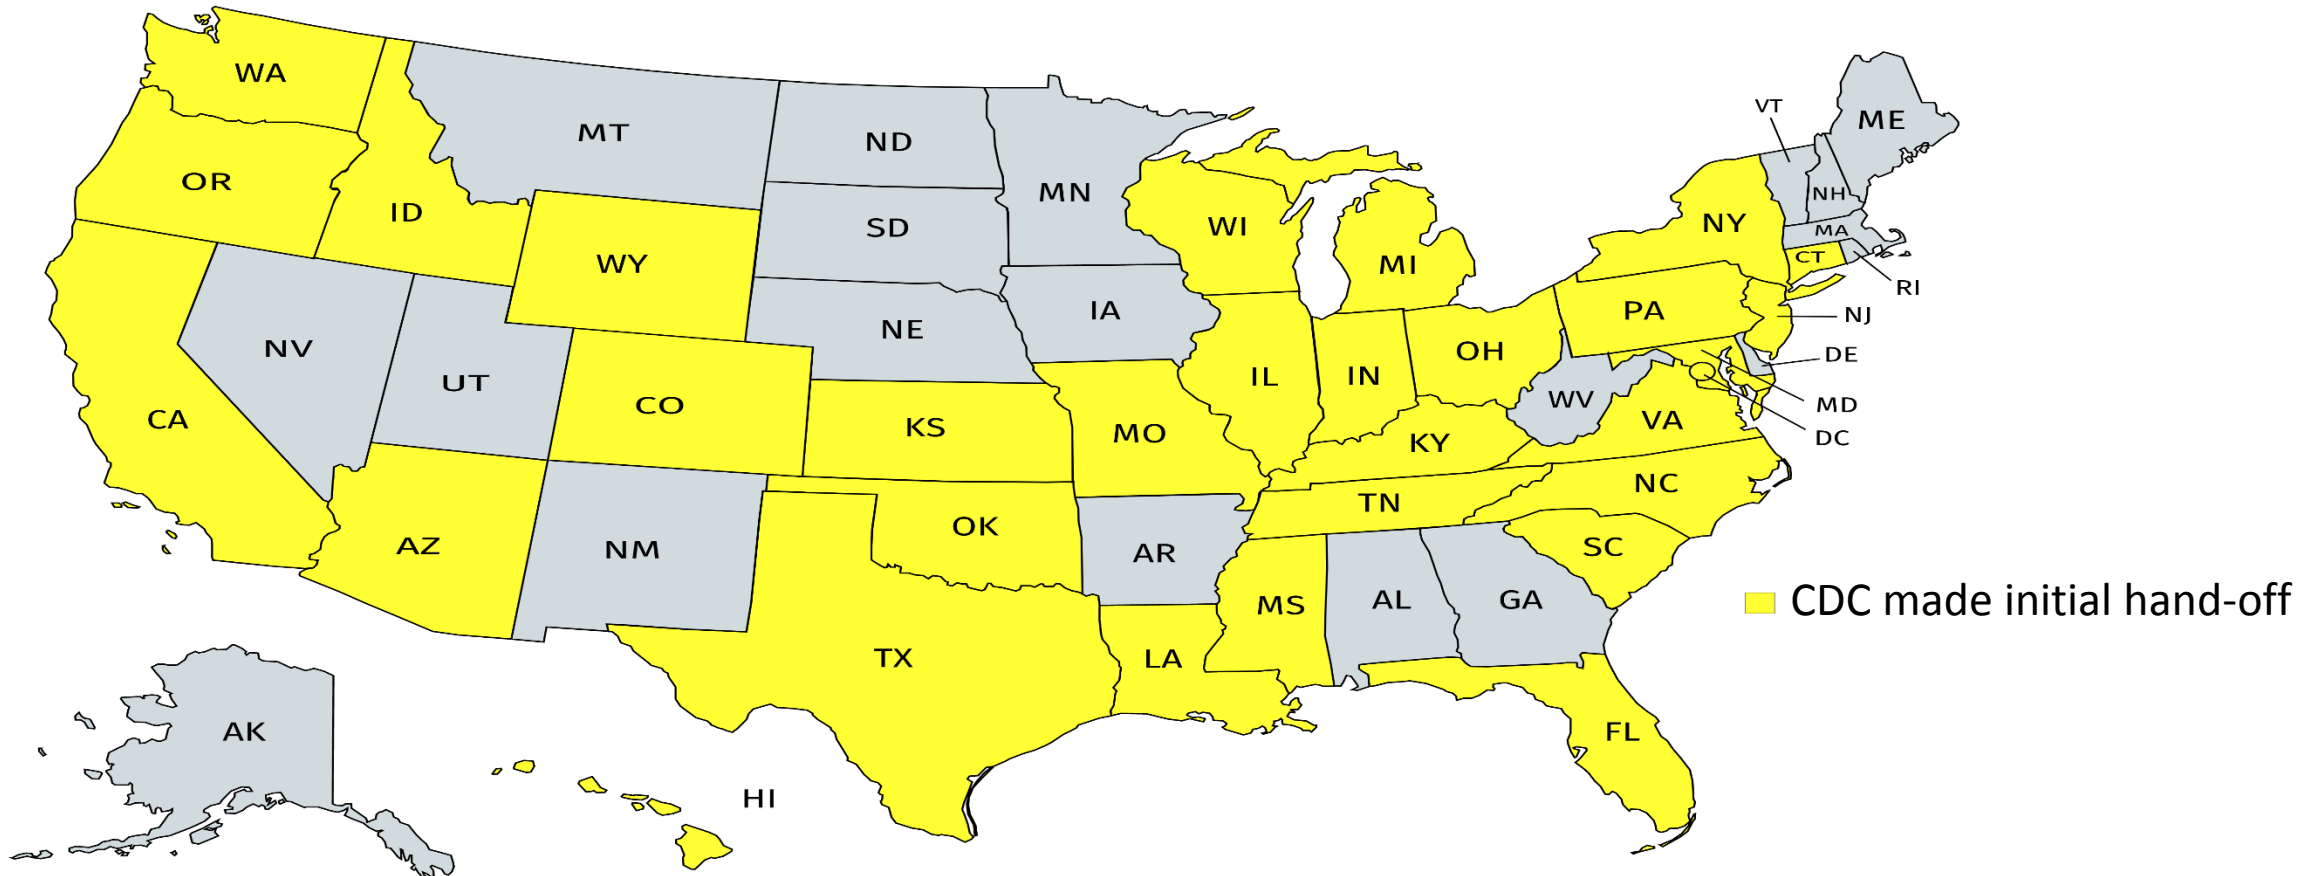 WA
MT
ND
MN
VT
ME
OR
ID
SD
WI
NH
NY
MA
WY
MI
CT
RI
NE
IA
PA
NJ
NV
UT
OH
DE
CO
IL
IN
WV
MD
CA
KS
MO
KY
VA
DC
AZ
NM
OK
AR
TN
NC
SC
MS
AL
GA
CDC made initial hand-off
TX
LA
AK
FL
HI